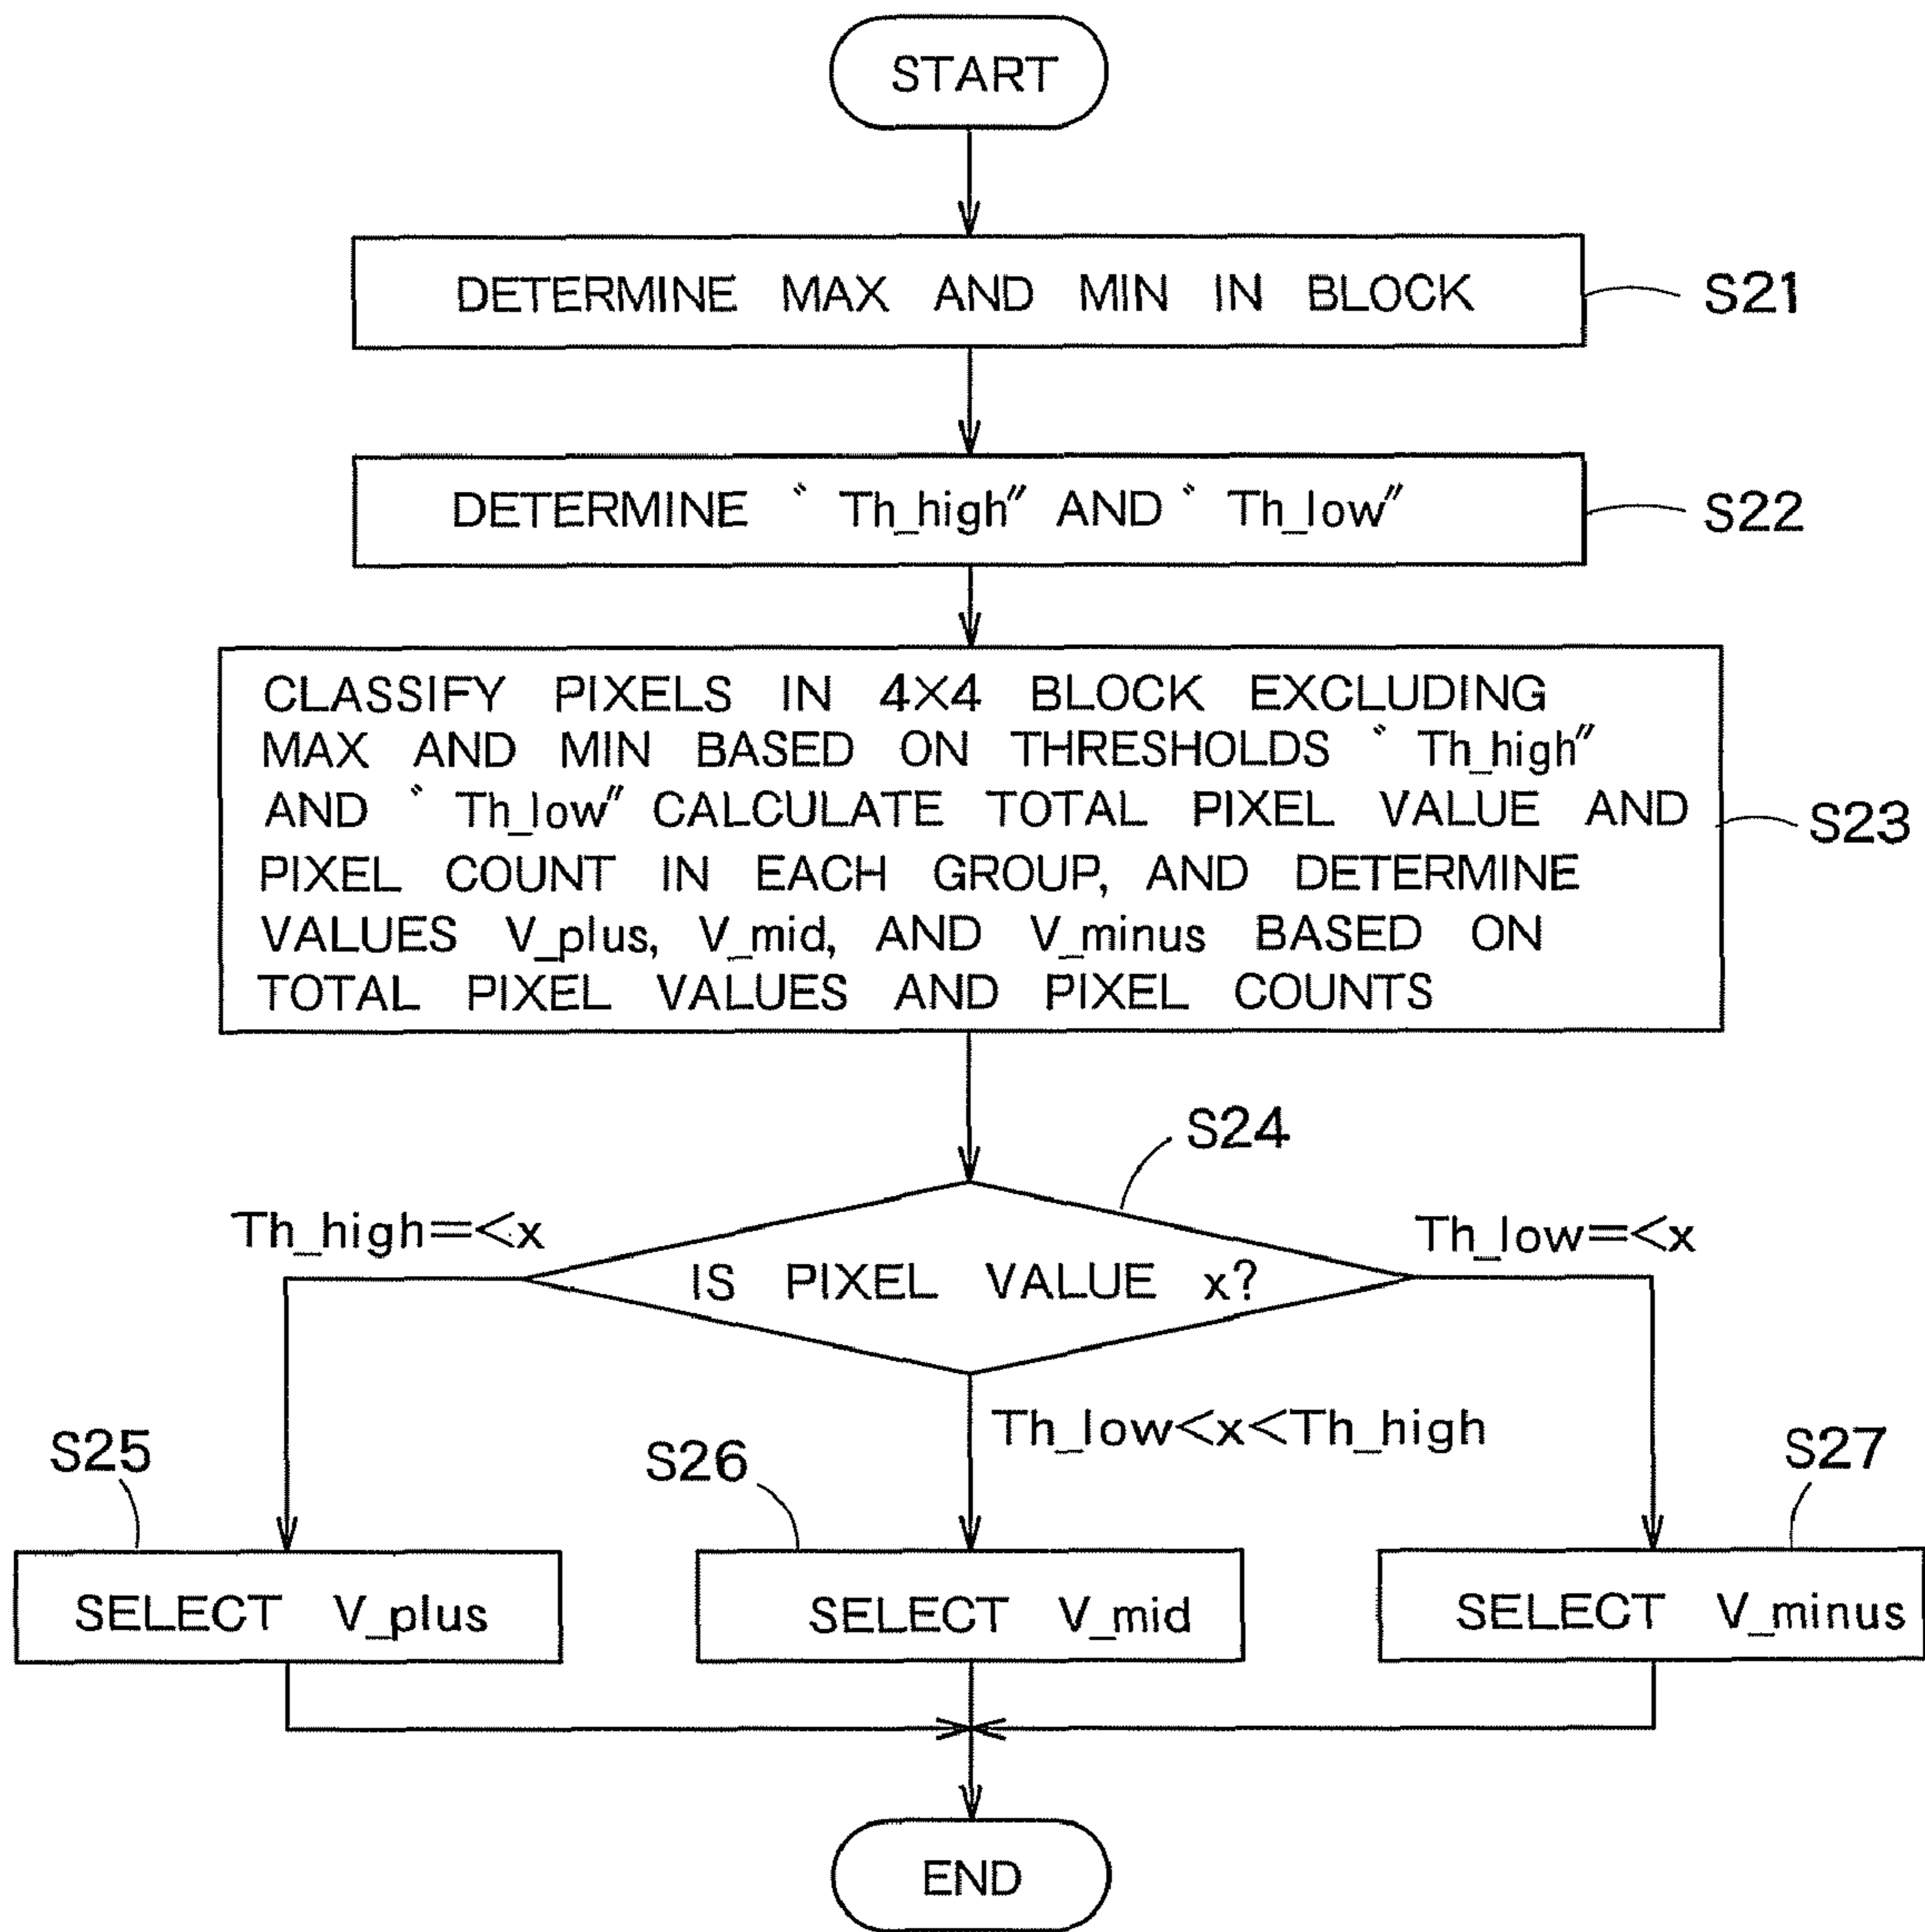 START
DETERMINE MAX AND MIN IN BLOCK
S21
DETERMINE ‶ Th_high″ AND ‶ Th_low″
S22
CLASSIFY PIXELS IN 4×4 BLOCK EXCLUDING
MAX AND MIN BASED ON THRESHOLDS ‶ Th_high″
AND ‶ Th_low″ CALCULATE TOTAL PIXEL VALUE AND
PIXEL COUNT IN EACH GROUP, AND DETERMINE
VALUES V_plus, V_mid, AND V_minus BASED ON
TOTAL PIXEL VALUES AND PIXEL COUNTS
S23
S24
Th_high=<x
IS PIXEL VALUE x?
Th_low=<x
Th_low<x<Th_high
S25
S26
S27
SELECT V_plus
SELECT V_mid
SELECT V_minus
END